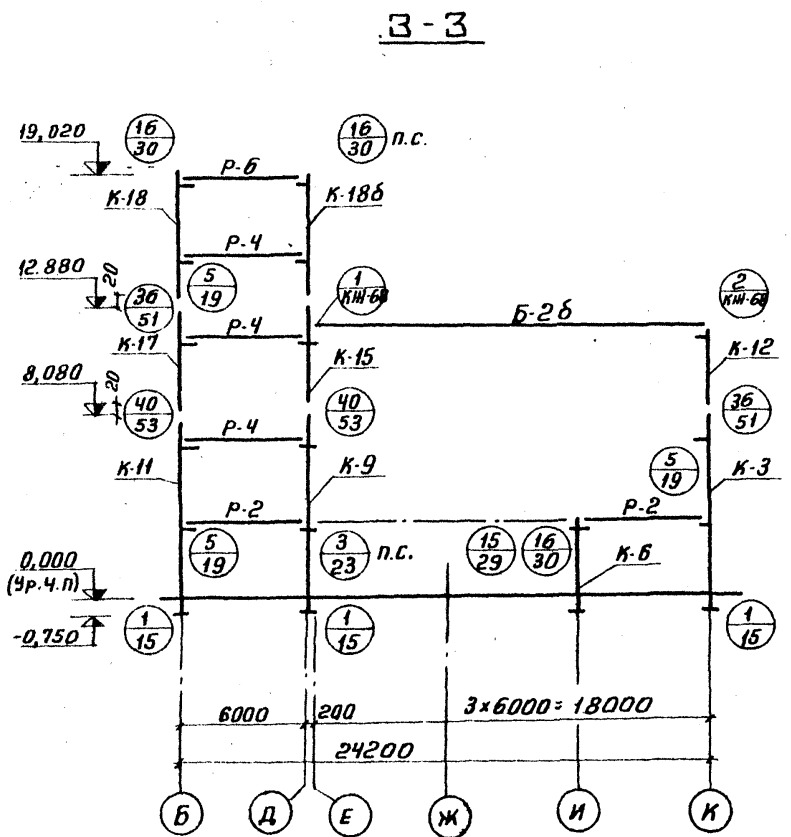 3-3
19,020
16
30
16
30
п.с.
Р-6
К-18
К-18б
Р-4
12.880
20
36
51
5
19
1
КЖ-68
2
КЖ-68
Б-2б
К-17
Р-4
К-15
К-12
8,080
20
40
53
40
53
36
51
Р-4
К-11
К-9
5
19
К-3
Р-2
Р-2
0,000
(Ур.ч.п)
5
19
3
23
п.с.
15
29
16
30
К-6
-0,750
1
15
1
15
1
15
6000
200
3×6000=18000
24200
Б
Д
Е
Ж
И
К